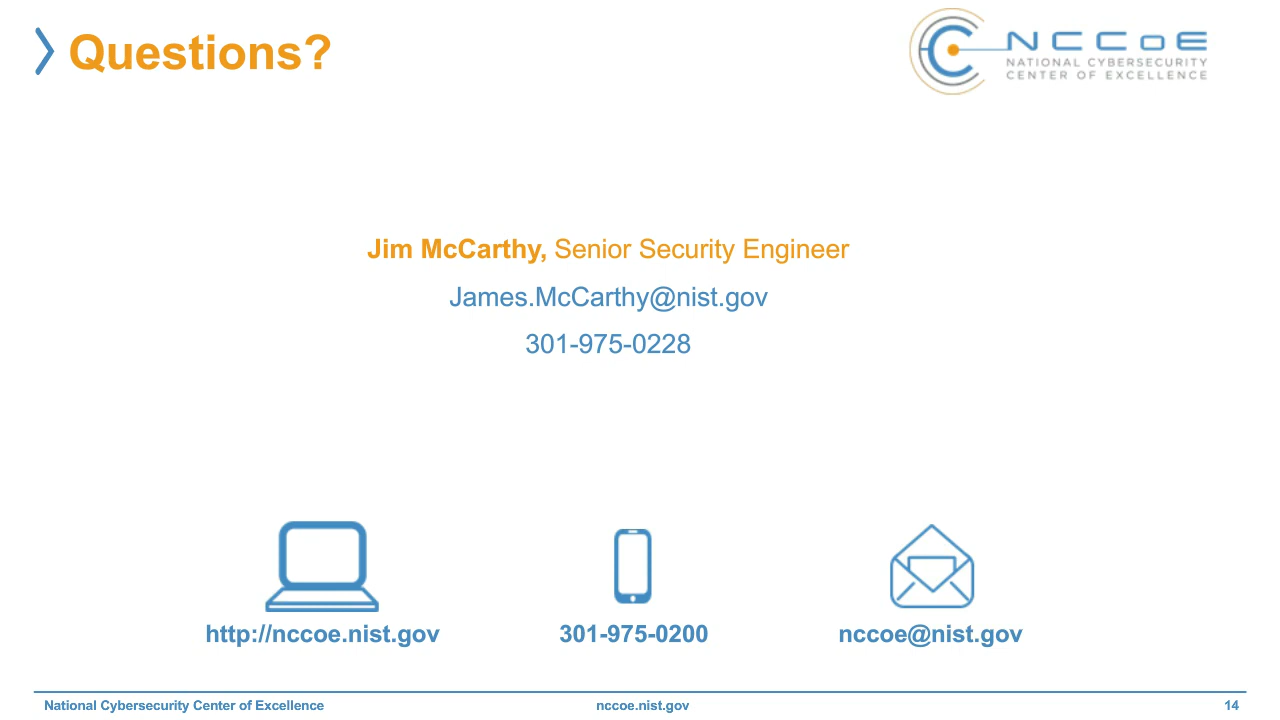 Questions?
NCCoE
NATIONAL CYBERSECURITY
CENTER OF EXCELLENCE
Jim McCarthy, Senior Security Engineer
James.McCarthy@nist.gov
301-975-0228
http://nccoe.nist.gov
301-975-0200
nccoe@nist.gov
National Cybersecurity Center of Excellence
nccoe.nist.gov
14